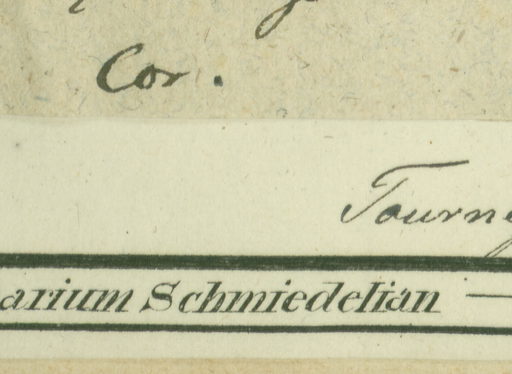 Cor.
Tourn
arium Schmiedelian